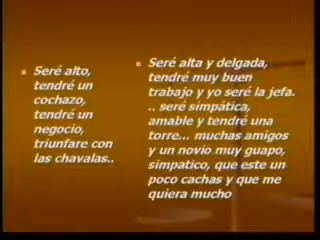 Seré alto,
tendré un
cochazo,
tendré un
negocio,
triunfare con
las chavalas..
Seré alta y delgada,
tendré muy buen
trabajo y yo seré la jefa.
.. seré simpática,
amable y tendré una
torre... muchas amigos
y un novio muy guapo,
simpatico, que este un
poco cachas y que me
quiera mucho